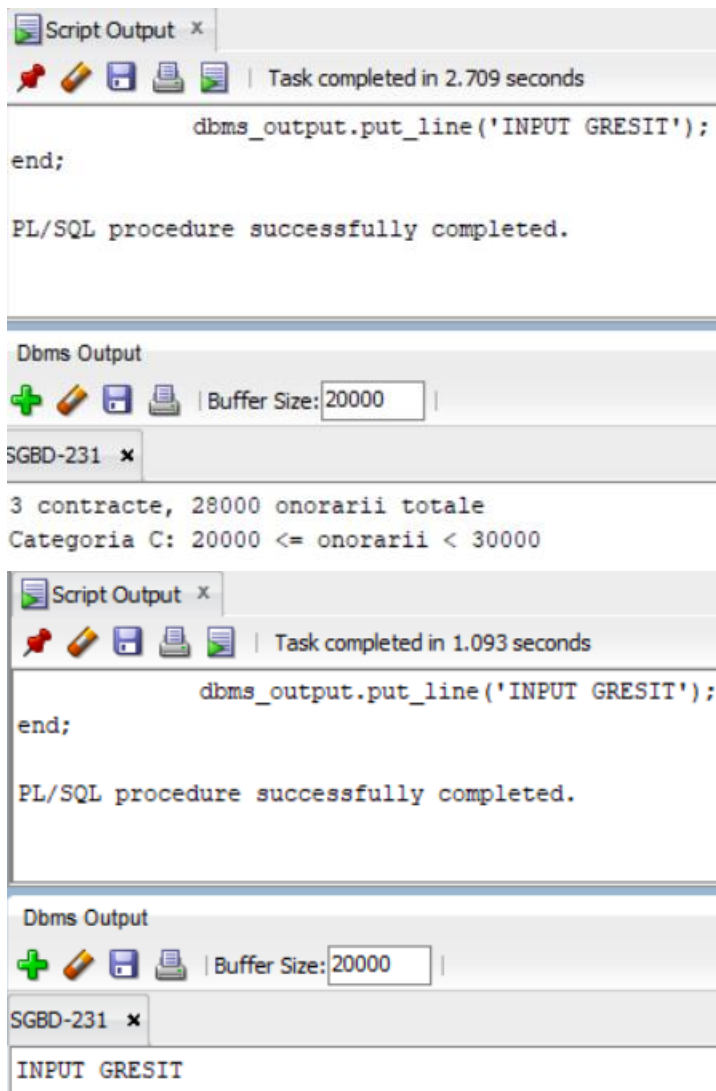 Script Output x
Task completed in 2.709 seconds
dbms_output.put_line('INPUT GRESIT');
end;
PL/SQL procedure successfully completed.
Dbms Output
Buffer Size: 20000
SGBD-231 x
3 contracte, 28000 onorarii totale
Categoria C: 20000 <= onorarii < 30000
Script Output x
Task completed in 1.093 seconds
dbms_output.put_line('INPUT GRESIT');
end;
PL/SQL procedure successfully completed.
Dbms Output
Buffer Size: 20000
SGBD-231 x
INPUT GRESIT